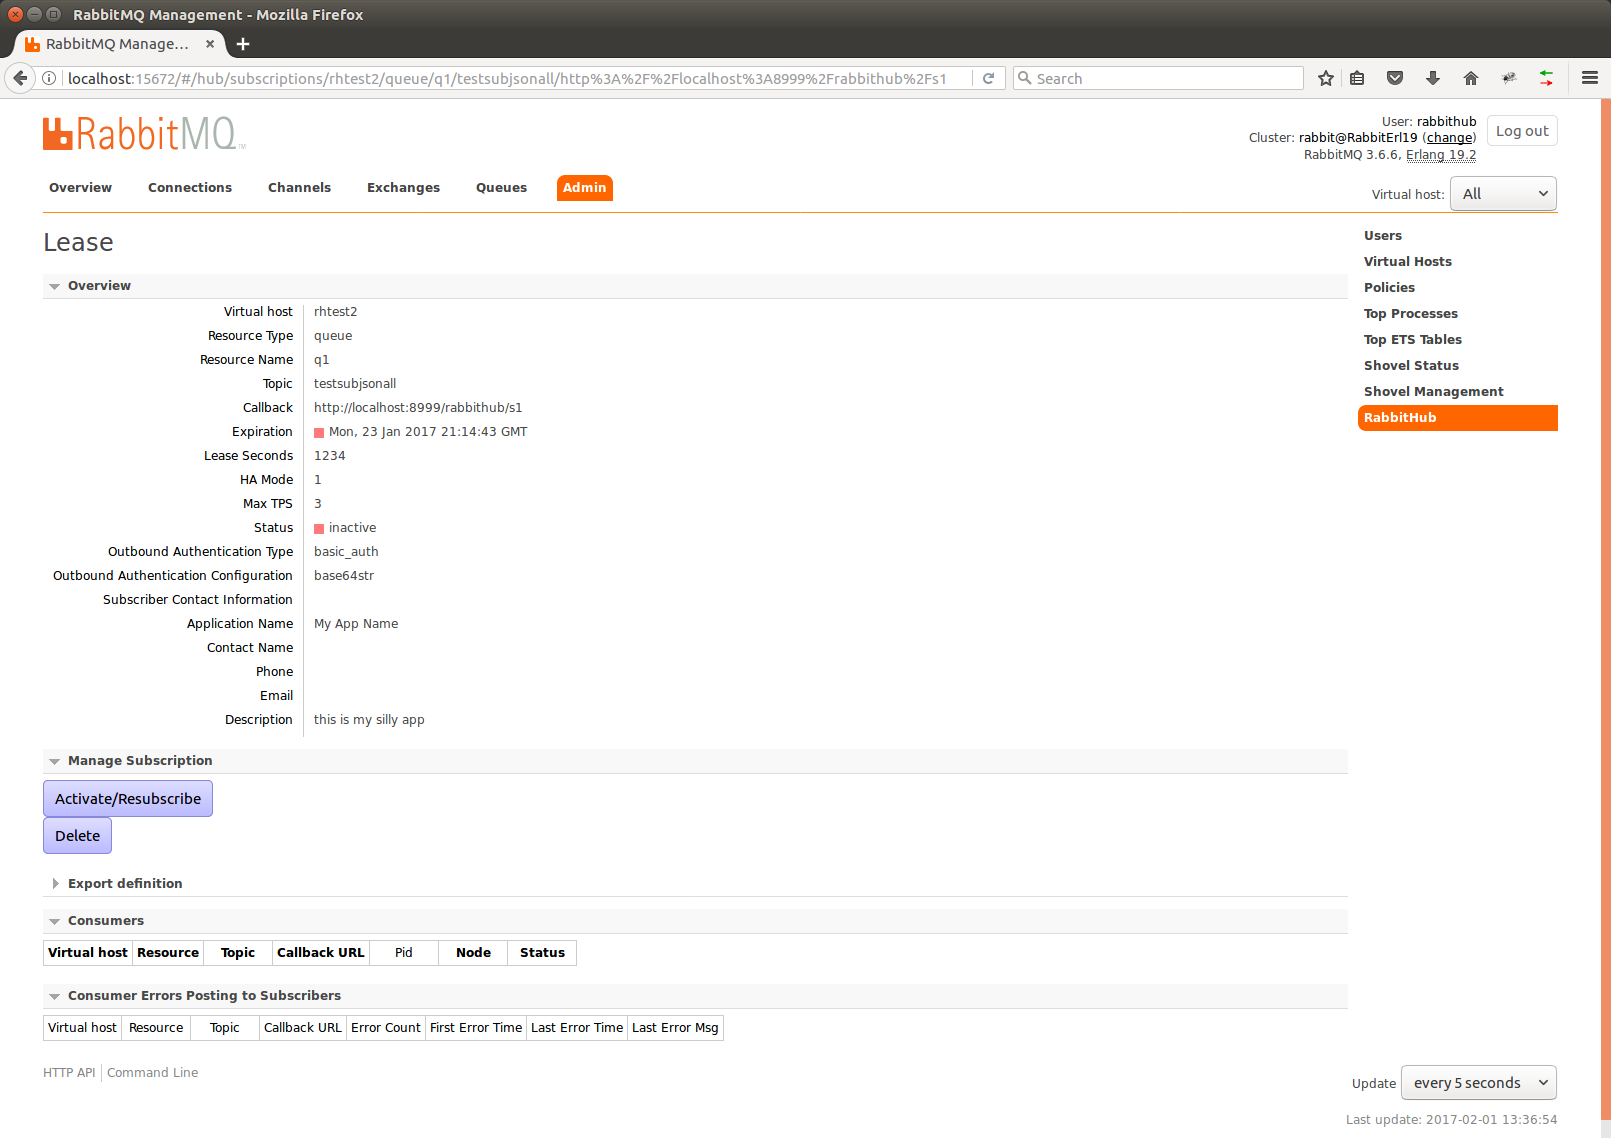 RabbitMQ Management - Mozilla Firefox
RabbitMQ Manage...
localhost:15672/#/hub/subscriptions/rhtest2/queue/q1/testsubjsonall/http%3A%2F%2Flocalhost%3A8999%2Frabbithub%2Fs1
Search
RabbitMQ™
User: rabbithub
Cluster: rabbit@RabbitErl19 (change)
RabbitMQ 3.6.6, Erlang 19.2
Log out
Overview Connections Channels Exchanges Queues Admin
Virtual host: All
Lease
Overview
Virtual host rhtest2
Resource Type queue
Resource Name q1
Topic testsubjsonall
Callback http://localhost:8999/rabbithub/s1
Expiration Mon, 23 Jan 2017 21:14:43 GMT
Lease Seconds 1234
HA Mode 1
Max TPS 3
Status inactive
Outbound Authentication Type basic_auth
Outbound Authentication Configuration base64str
Subscriber Contact Information
Application Name My App Name
Contact Name
Phone
Email
Description this is my silly app
Manage Subscription
Activate/Resubscribe
Delete
Export definition
Consumers
Virtual host Resource Topic Callback URL Pid Node Status
Consumer Errors Posting to Subscribers
Virtual host Resource Topic Callback URL Error Count First Error Time Last Error Time Last Error Msg
Users
Virtual Hosts
Policies
Top Processes
Top ETS Tables
Shovel Status
Shovel Management
RabbitHub
HTTP API Command Line
Update every 5 seconds
Last update: 2017-02-01 13:36:54